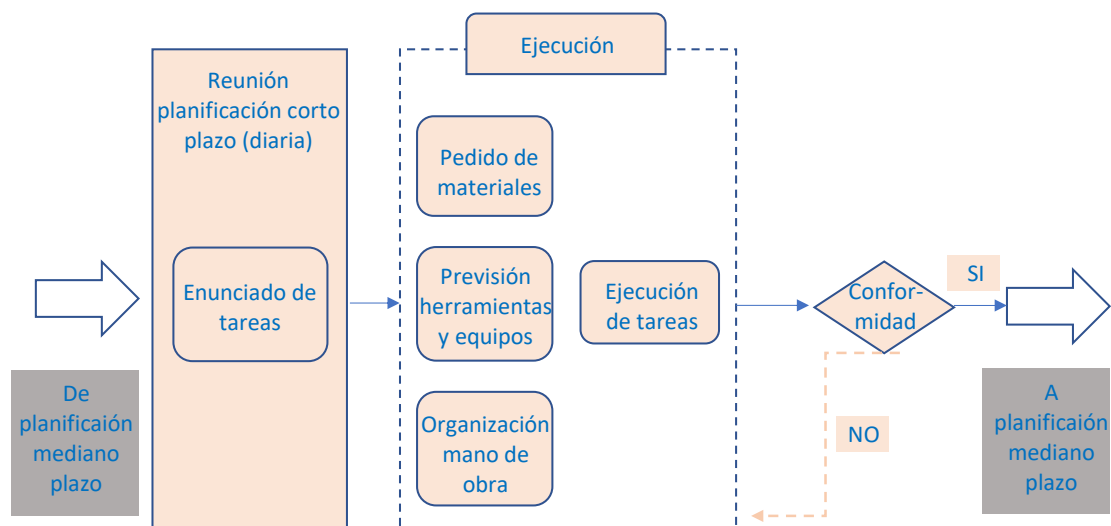 De
planificaión
mediano
plazo
Reunión
planificación corto
plazo (diaria)
Enunciado de
tareas
Ejecución
Pedido de
materiales
Previsión
herramientas
y equipos
Organización
mano de
obra
Ejecución
de tareas
Confor-
midad
SI
NO
A
planificaión
mediano
plazo